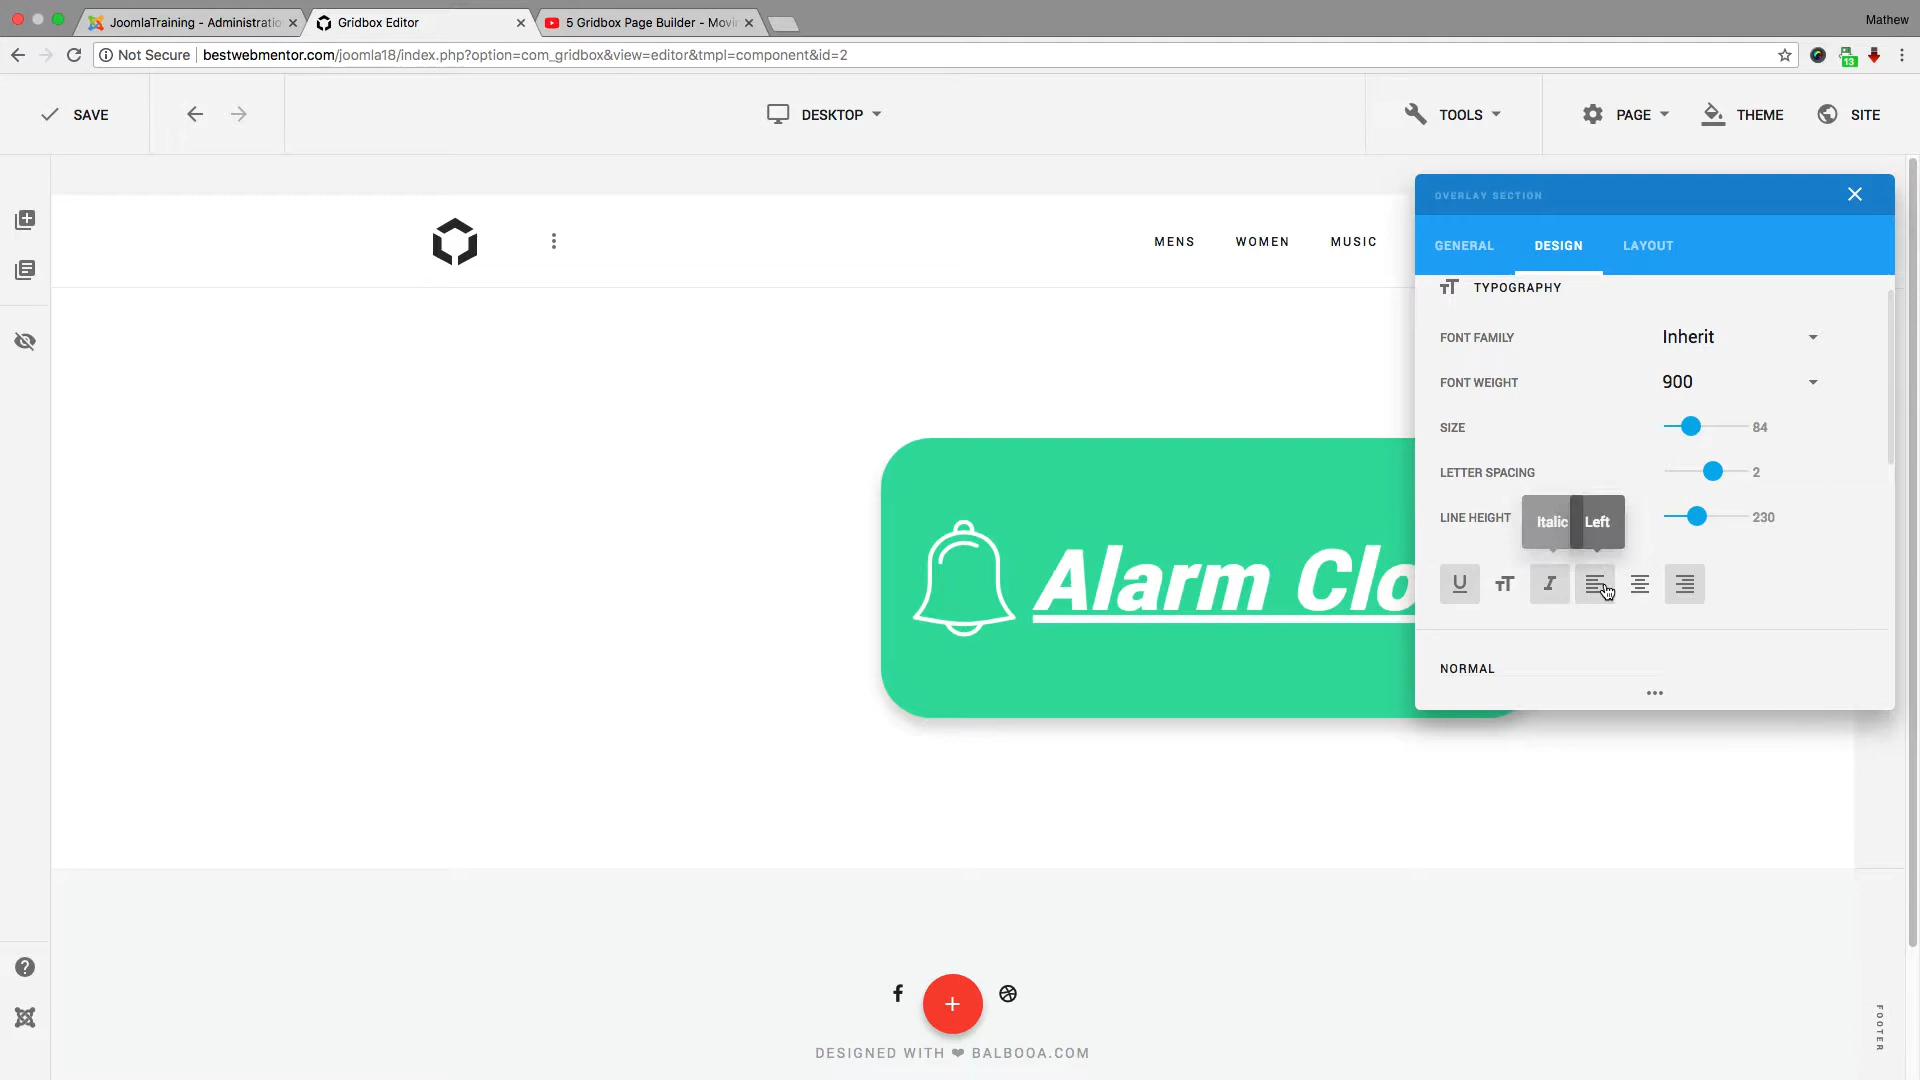 JoomlaTraining - Administratio
Gridbox Editor
5 Gridbox Page Builder - Movin
Mathew
Not Secure
bestwebmentor.com/joomla18/index.php?option=com_gridbox&view=editor&tmpl=component&id=2
13
SAVE
DESKTOP
TOOLS
PAGE
THEME
SITE
MENS
WOMEN
MUSIC
OVERLAY SECTION
GENERAL
DESIGN
LAYOUT
TYPOGRAPHY
FONT FAMILY
Inherit
FONT WEIGHT
900
SIZE
84
LETTER SPACING
2
LINE HEIGHT
230
Italic
Left
NORMAL
Alarm Clo
DESIGNED WITH ❤ BALBOOA.COM
FOOTER